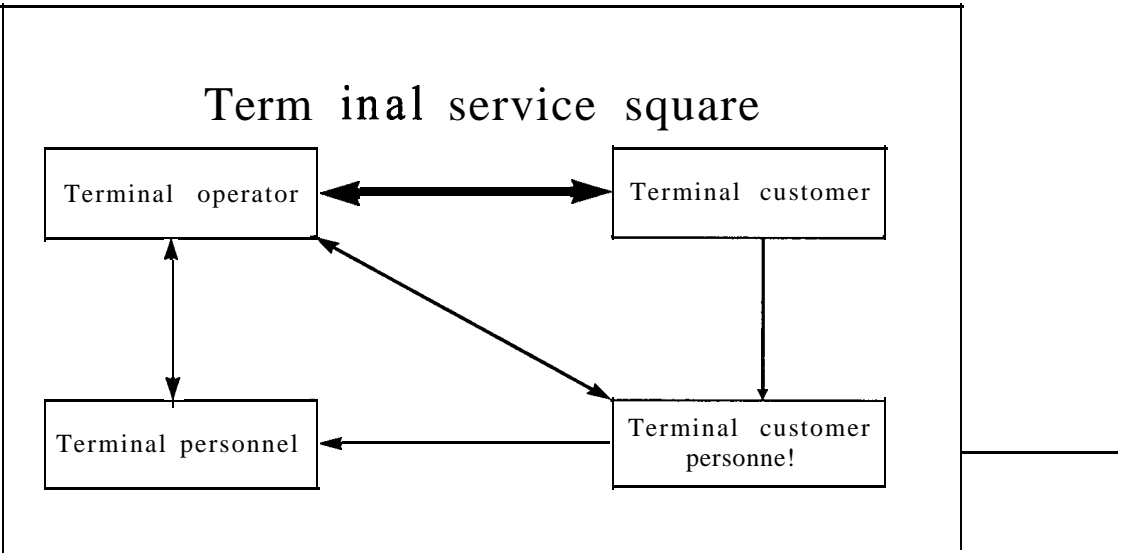 Term inal service square
Terminal operator
Terminal customer
Terminal personnel
Terminal customer
personne!